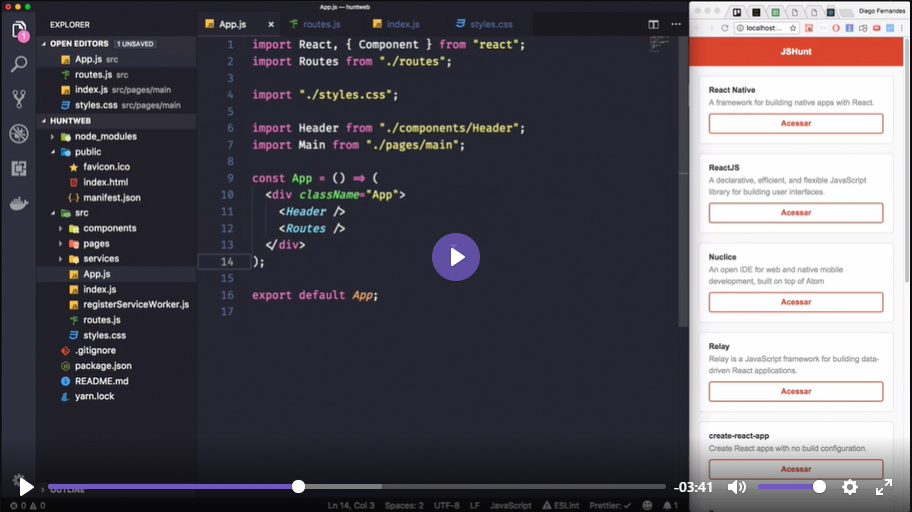 App.js — huntweb
EXPLORER
OPEN EDITORS 1 UNSAVED
App.js src
routes.js src
index.js src/pages/main
styles.css src/pages/main
HUNTWEB
node_modules
public
favicon.ico
index.html
manifest.json
src
components
pages
services
App.js
index.js
registerServiceWorker.js
routes.js
styles.css
.gitignore
package.json
README.md
yarn.lock
OUTLINE
1
App.js
routes.js
index.js
styles.css
1 import React, { Component } from "react";
2 import Routes from "./routes";
3
4 import "./styles.css";
5
6 import Header from "./components/Header";
7 import Main from "./pages/main";
8
9 const App = () => (
10 <div className="App">
11 <Header />
12 <Routes />
13 </div>
14 );
15
16 export default App;
17
Diego Fernandes
localhost...
JSHunt
React Native
A framework for building native apps with React.
Acessar
ReactJS
A declarative, efficient, and flexible JavaScript
library for building user interfaces.
Acessar
Nuclice
An open IDE for web and native mobile
development, built on top of Atom
Acessar
Relay
Relay is a JavaScript framework for building data-
driven React applications.
Acessar
create-react-app
Create React apps with no build configuration.
Acessar
-03:41
0 0
Ln 14, Col 3 Spaces: 2 UTF-8 LF JavaScript ESLint Prettier: ✓ 1